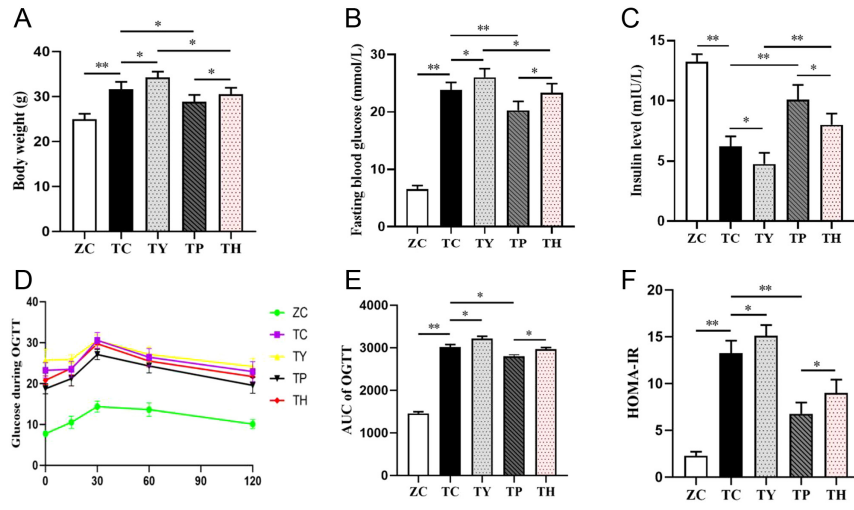 A
Body weight (g)
40
30
20
10
0
**
*
*
*
*
ZC TC TY TP TH
B
Fasting blood glucose (mmol/L)
30
20
10
0
**
*
**
*
*
ZC TC TY TP TH
C
Insulin level (mIU/L)
15
10
5
0
**
**
**
*
*
ZC TC TY TP TH
D
Glucose during OGTT
40
30
20
10
0
0 30 60 90 120
ZC
TC
TY
TP
TH
E
AUC of OGTT
4000
3000
2000
1000
0
**
*
*
*
ZC TC TY TP TH
F
HOMA-IR
20
15
10
5
0
**
**
*
*
ZC TC TY TP TH